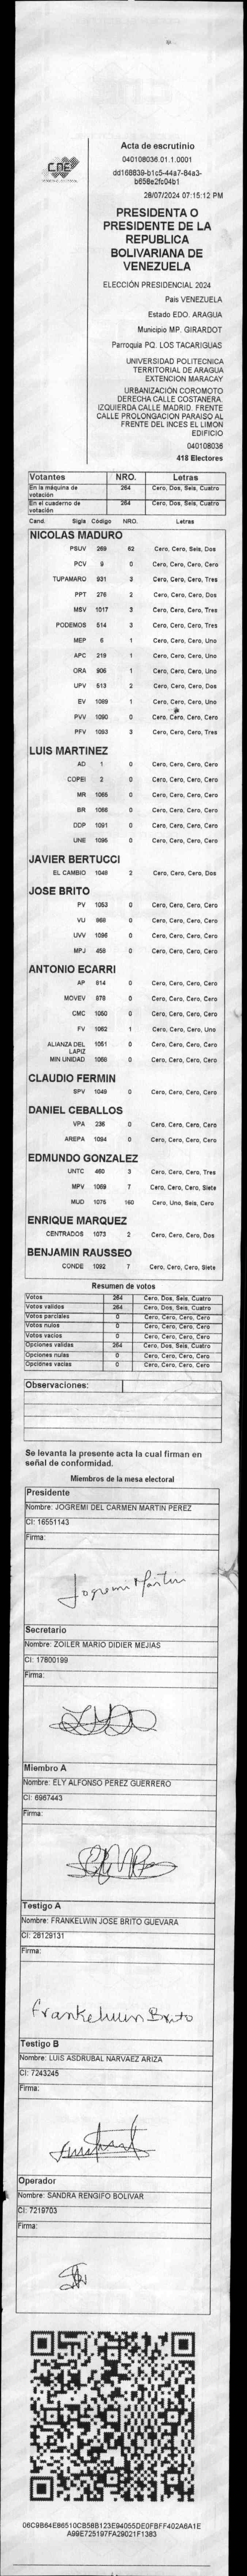 CNE
Acta de escrutinio
040108036.01.1.0001
dd168839-b1c5-44a7-84a3-
b658e2fc04b1
28/07/2024 07:15:12 PM
PRESIDENTA O
PRESIDENTE DE LA
REPUBLICA
BOLIVARIANA DE
VENEZUELA
ELECCIÓN PRESIDENCIAL 2024
Pais VENEZUELA
Estado EDO. ARAGUA
Municipio MP. GIRARDOT
Parroquia PQ. LOS TACARIGUAS
UNIVERSIDAD POLITECNICA
TERRITORIAL DE ARAGUA
EXTENCION MARACAY
URBANIZACIÓN COROMOTO
DERECHA CALLE COSTANERA.
IZQUIERDA CALLE MADRID. FRENTE
CALLE PROLONGACION PARAISO AL
FRENTE DEL INCES EL LIMON
EDIFICIO
040108036
418 Electores
Votantes NRO. Letras
En la máquina de votación 264 Cero, Dos, Seis, Cuatro
En el cuaderno de votación 264 Cero, Dos, Seis, Cuatro
Cand. Sigla Código NRO. Letras
NICOLAS MADURO
PSUV 269 62 Cero, Cero, Seis, Dos
PCV 9 0 Cero, Cero, Cero, Cero
TUPAMARO 931 3 Cero, Cero, Cero, Tres
PPT 276 2 Cero, Cero, Cero, Dos
MSV 1017 3 Cero, Cero, Cero, Tres
PODEMOS 514 3 Cero, Cero, Cero, Tres
MEP 6 1 Cero, Cero, Cero, Uno
APC 219 1 Cero, Cero, Cero, Uno
ORA 906 1 Cero, Cero, Cero, Uno
UPV 513 2 Cero, Cero, Cero, Dos
EV 1089 1 Cero, Cero, Cero, Uno
PVV 1090 0 Cero, Cero, Cero, Cero
PFV 1093 3 Cero, Cero, Cero, Tres
LUIS MARTINEZ
AD 1 0 Cero, Cero, Cero, Cero
COPEI 2 0 Cero, Cero, Cero, Cero
MR 1065 0 Cero, Cero, Cero, Cero
BR 1066 0 Cero, Cero, Cero, Cero
DDP 1091 0 Cero, Cero, Cero, Cero
UNE 1095 0 Cero, Cero, Cero, Cero
JAVIER BERTUCCI
EL CAMBIO 1048 2 Cero, Cero, Cero, Dos
JOSE BRITO
PV 1053 0 Cero, Cero, Cero, Cero
VU 968 0 Cero, Cero, Cero, Cero
UVV 1096 0 Cero, Cero, Cero, Cero
MPJ 458 0 Cero, Cero, Cero, Cero
ANTONIO ECARRI
AP 814 0 Cero, Cero, Cero, Cero
MOVEV 878 0 Cero, Cero, Cero, Cero
CMC 1050 0 Cero, Cero, Cero, Cero
FV 1062 1 Cero, Cero, Cero, Uno
ALIANZA DEL LAPIZ 1051 0 Cero, Cero, Cero, Cero
MIN UNIDAD 1068 0 Cero, Cero, Cero, Cero
CLAUDIO FERMIN
SPV 1049 0 Cero, Cero, Cero, Cero
DANIEL CEBALLOS
VPA 236 0 Cero, Cero, Cero, Cero
AREPA 1094 0 Cero, Cero, Cero, Cero
EDMUNDO GONZALEZ
UNTC 460 3 Cero, Cero, Cero, Tres
MPV 1069 7 Cero, Cero, Cero, Siete
MUD 1075 160 Cero, Uno, Seis, Cero
ENRIQUE MARQUEZ
CENTRADOS 1073 2 Cero, Cero, Cero, Dos
BENJAMIN RAUSSEO
CONDE 1092 7 Cero, Cero, Cero, Siete
Resumen de votos
Votos 264 Cero, Dos, Seis, Cuatro
Votos validos 264 Cero, Dos, Seis, Cuatro
Votos parciales 0 Cero, Cero, Cero, Cero
Votos nulos 0 Cero, Cero, Cero, Cero
Votos vacios 0 Cero, Cero, Cero, Cero
Opciones validas 264 Cero, Dos, Seis, Cuatro
Opciones nulas 0 Cero, Cero, Cero, Cero
Opciónes vacias 0 Cero, Cero, Cero, Cero
Observaciones:
Se levanta la presente acta la cual firman en
señal de conformidad.
Miembros de la mesa electoral
Presidente
Nombre: JOGREMI DEL CARMEN MARTIN PEREZ
CI: 16551143
Firma:
Jogremi Martin
Secretario
Nombre: ZOILER MARIO DIDIER MEJIAS
CI: 17800199
Firma:
Miembro A
Nombre: ELY ALFONSO PEREZ GUERRERO
CI: 6967443
Firma:
Testigo A
Nombre: FRANKELWIN JOSE BRITO GUEVARA
CI: 28129131
Firma:
Frankelwin Brito
Testigo B
Nombre: LUIS ASDRUBAL NARVAEZ ARIZA
CI: 7243245
Firma:
Operador
Nombre: SANDRA RENGIFO BOLIVAR
CI: 7219703
Firma:
06C9B64E86510CB58B123E94055DE0FBFF402A6A1E
A99E725197FA29021F1383